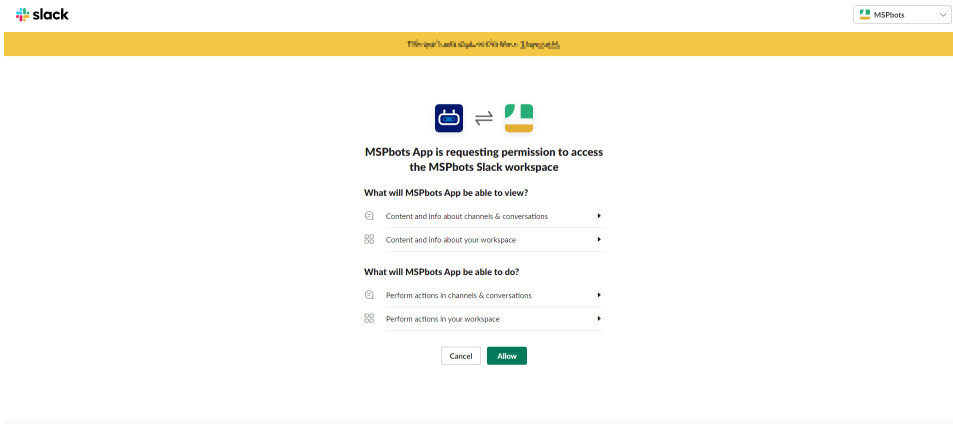 slack
MSPbots
MSPbots App is requesting permission to access
the MSPbots Slack workspace
What will MSPbots App be able to view?
Content and info about channels & conversations
Content and info about your workspace
What will MSPbots App be able to do?
Perform actions in channels & conversations
Perform actions in your workspace
Cancel
Allow